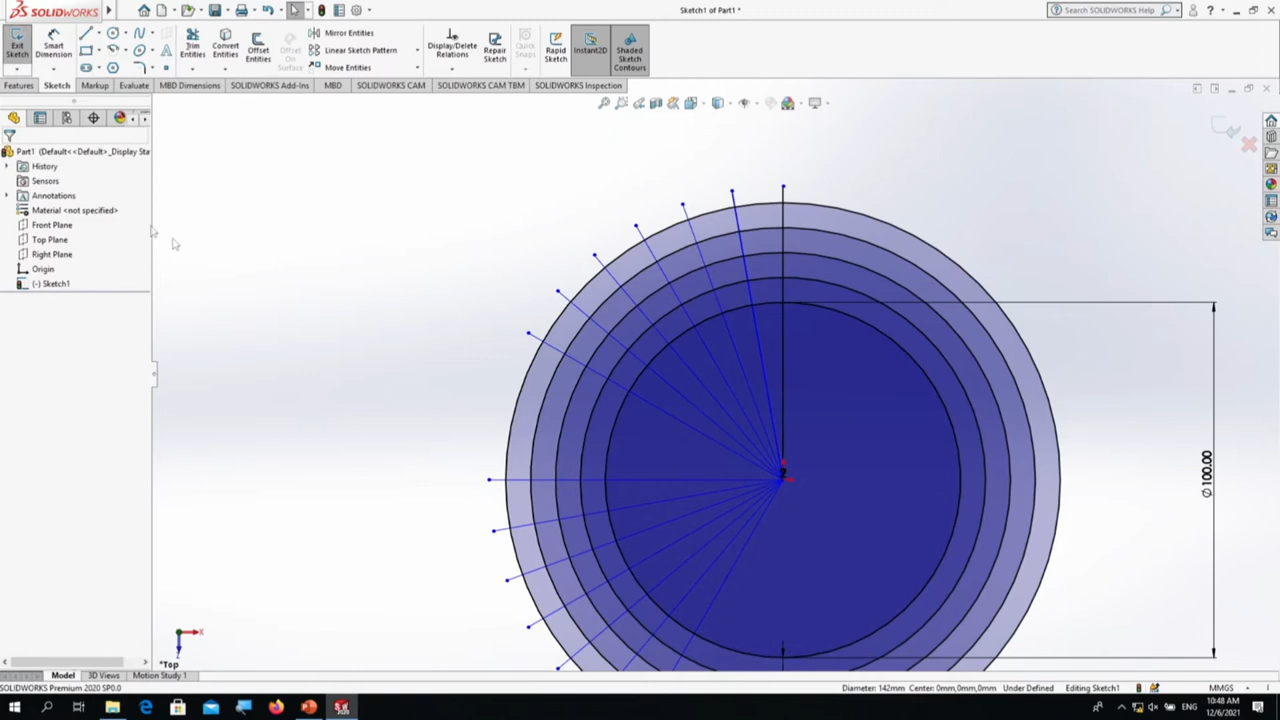 SOLIDWORKS
Sketch1 of Part1 *
Search SOLIDWORKS Help
Exit Sketch
Smart Dimension
Trim Entities
Convert Entities
Offset Entities
Offset On Surface
Mirror Entities
Linear Sketch Pattern
Move Entities
Display/Delete Relations
Repair Sketch
Quick Snaps
Rapid Sketch
Instant2D
Shaded Sketch Contours
Features Sketch Markup Evaluate MBD Dimensions SOLIDWORKS Add-Ins MBD SOLIDWORKS CAM SOLIDWORKS CAM TBM SOLIDWORKS Inspection
Part1 (Default<<Default>_Display Sta
History
Sensors
Annotations
Material <not specified>
Front Plane
Top Plane
Right Plane
Origin
(-) Sketch1
Ø100.00
2
X
*Top
Model 3D Views Motion Study 1
SOLIDWORKS Premium 2020 SP0.0
Diameter: 142mm Center: 0mm,0mm,0mm Under Defined Editing Sketch1 MMGS
ENG
10:48 AM
12/6/2021